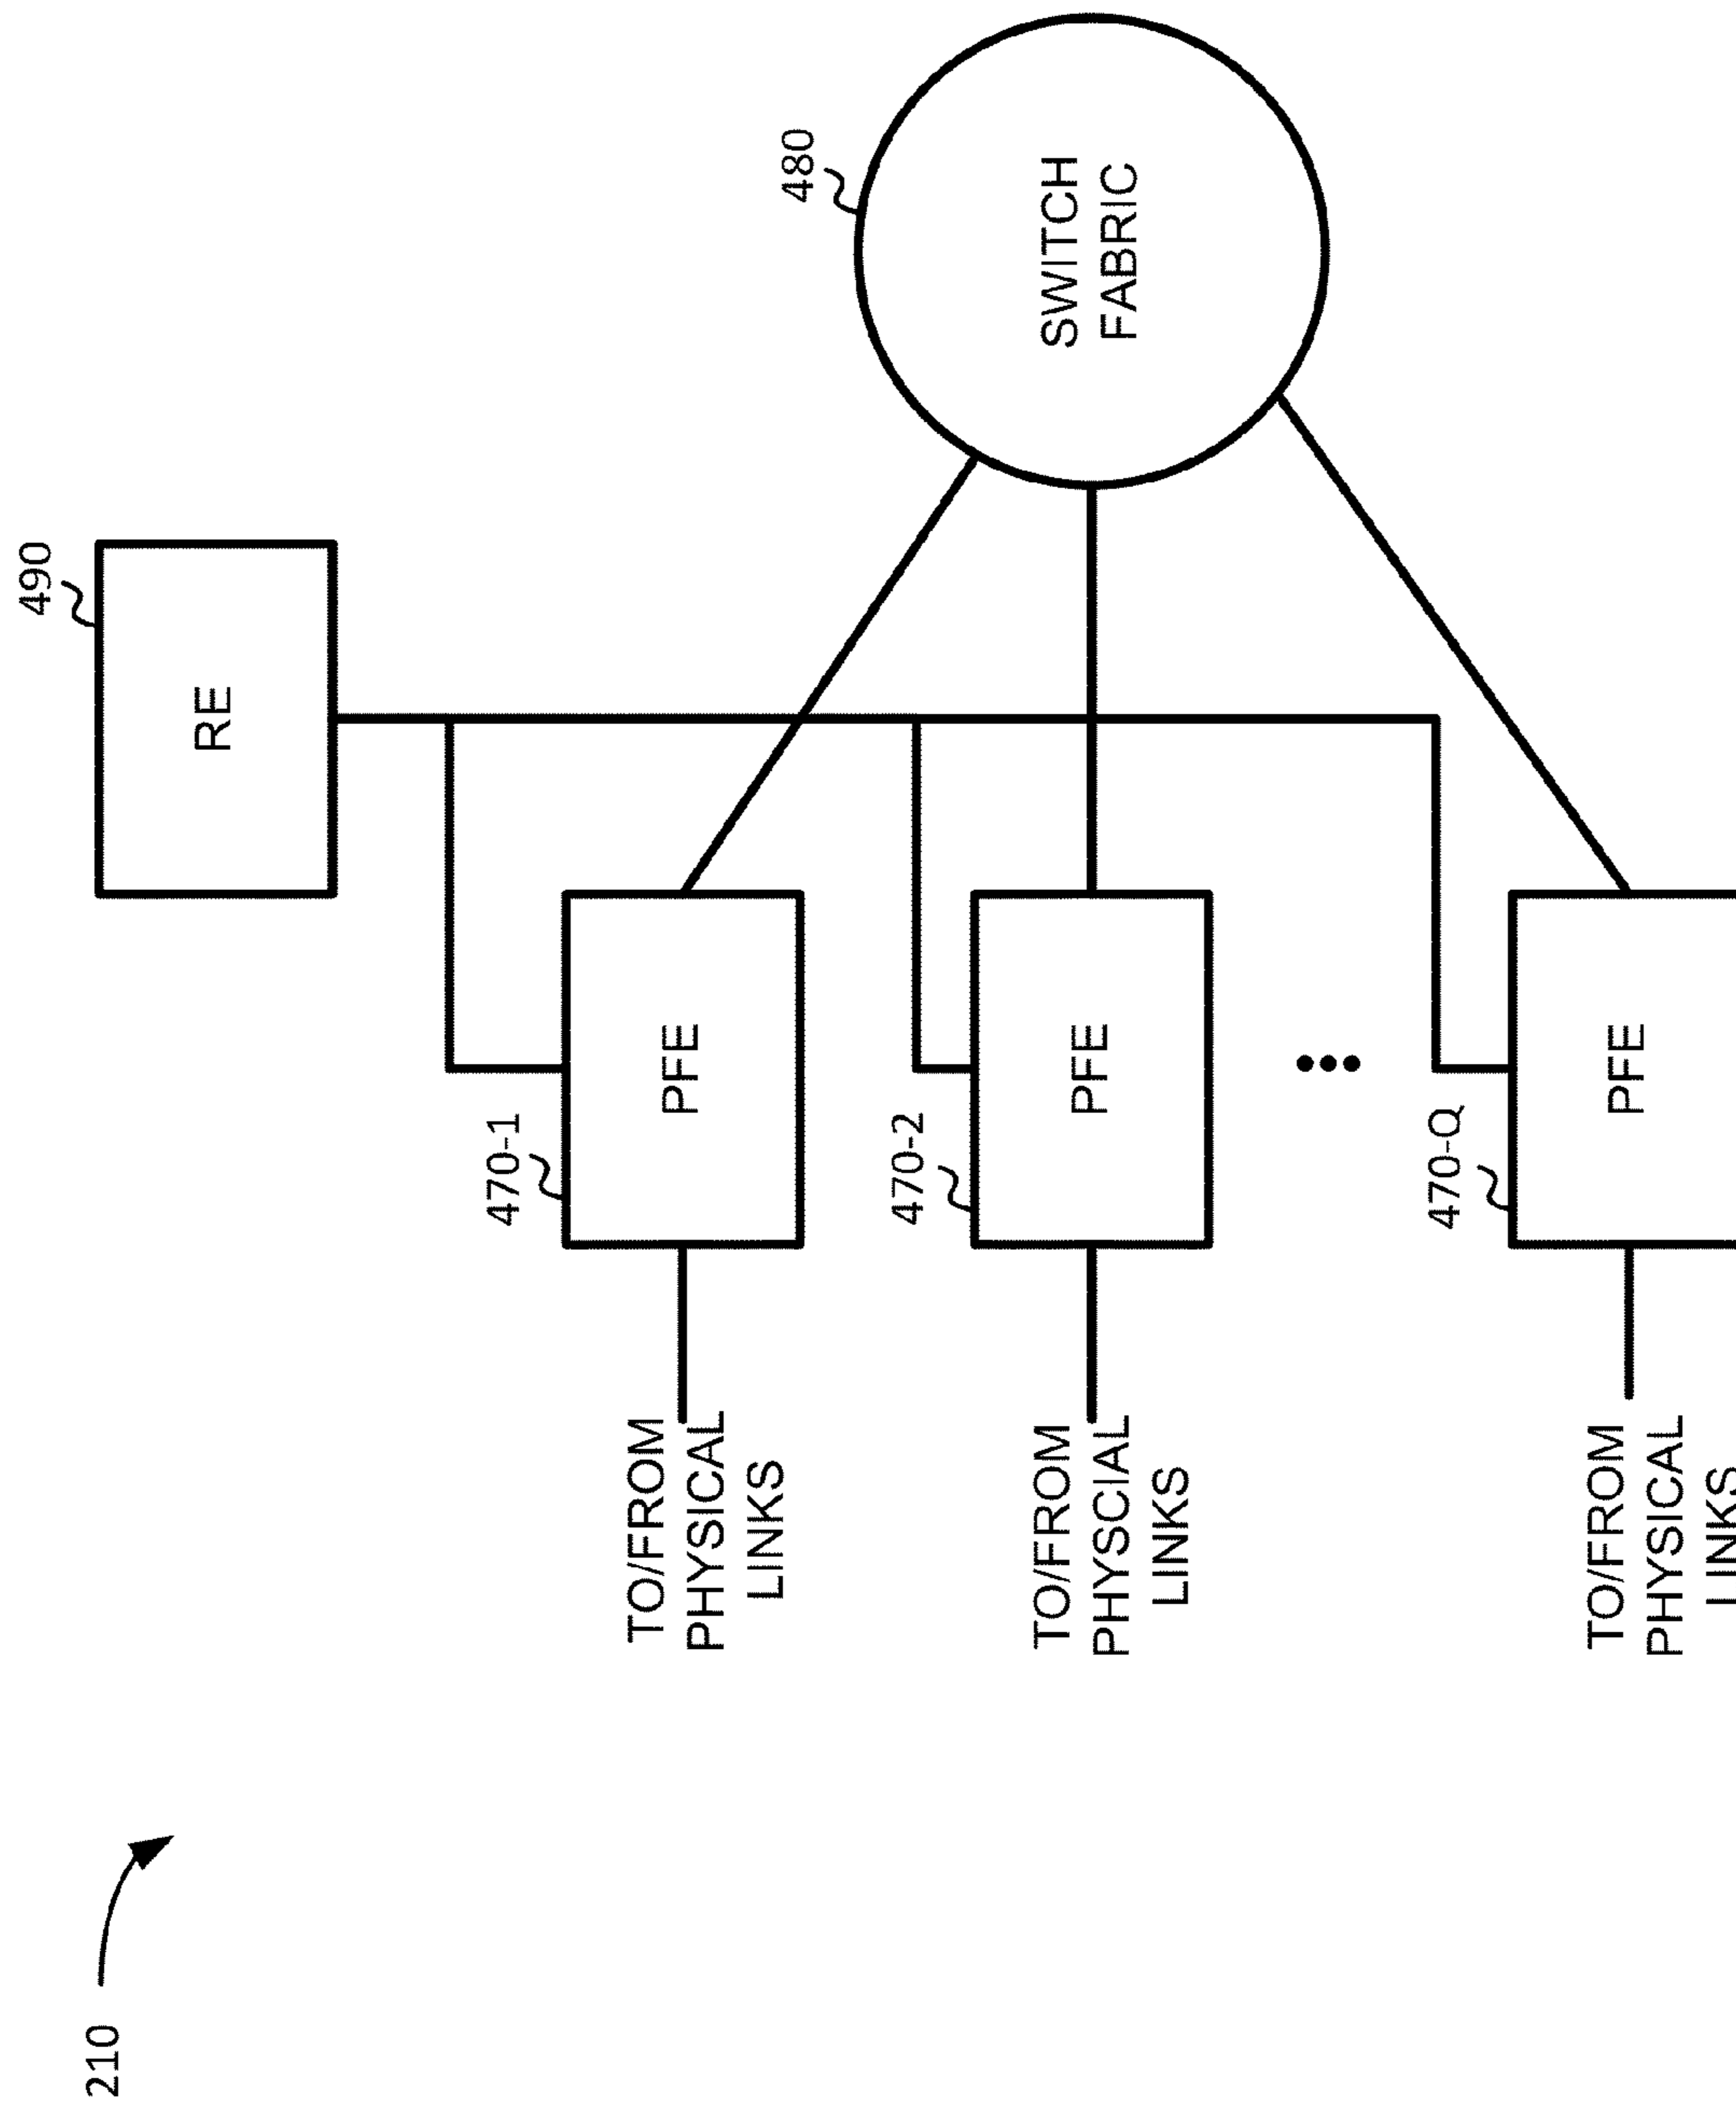 210
490
RE
470-1
TO/FROM
PHYSICAL
LINKS
PFE
480
SWITCH
FABRIC
470-2
TO/FROM
PHYSCIAL
LINKS
PFE
470-Q
TO/FROM
PHYSICAL
LINKS
PFE